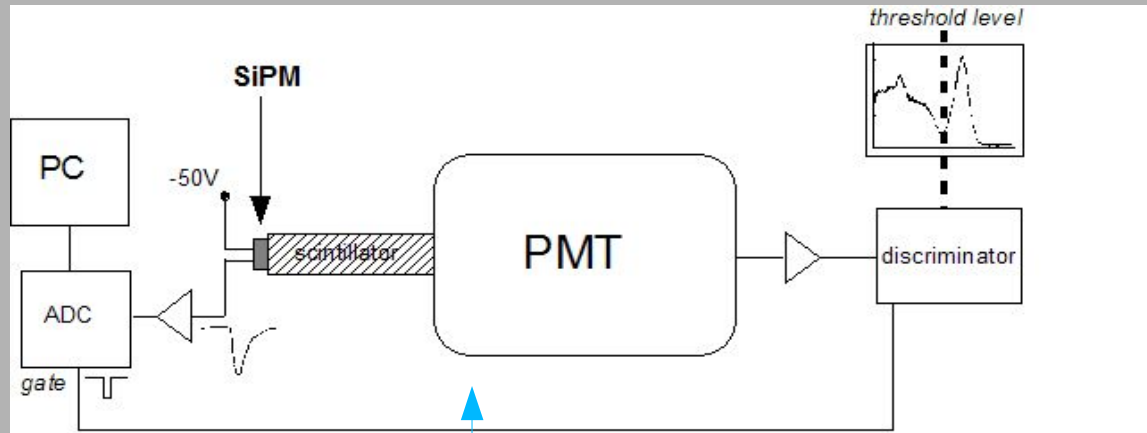 threshold level
SiPM
PC
-50V
scintillator
PMT
discriminator
ADC
gate